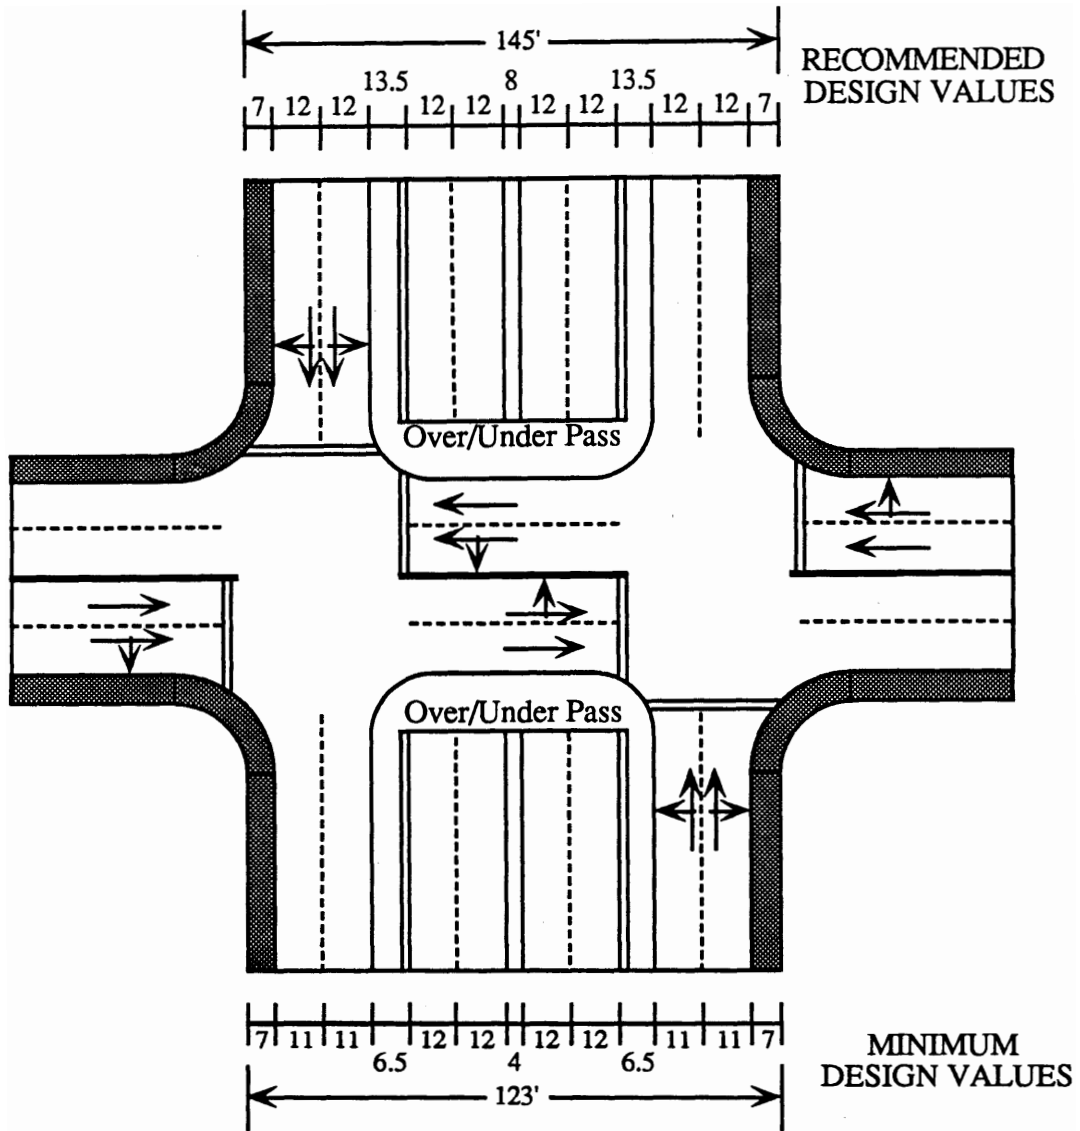 145'
RECOMMENDED
DESIGN VALUES
13.5 8 13.5
7 12 12 12 12 12 12 12 12 7
Over/Under Pass
Over/Under Pass
7 11 11 12 12 12 12 11 11 7
6.5 4 6.5
MINIMUM
DESIGN VALUES
123'